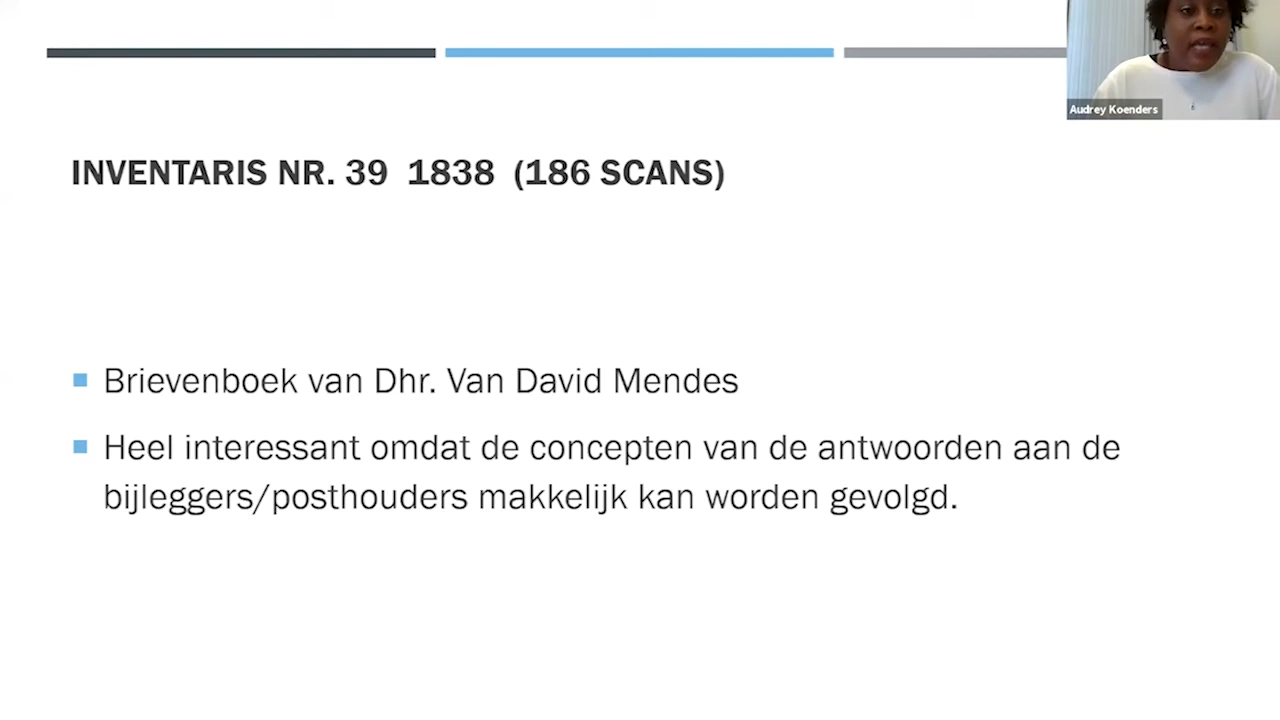 Audrey Koenders
INVENTARIS NR. 39 1838 (186 SCANS)
Brievenboek van Dhr. Van David Mendes
Heel interessant omdat de concepten van de antwoorden aan de
bijleggers/posthouders makkelijk kan worden gevolgd.